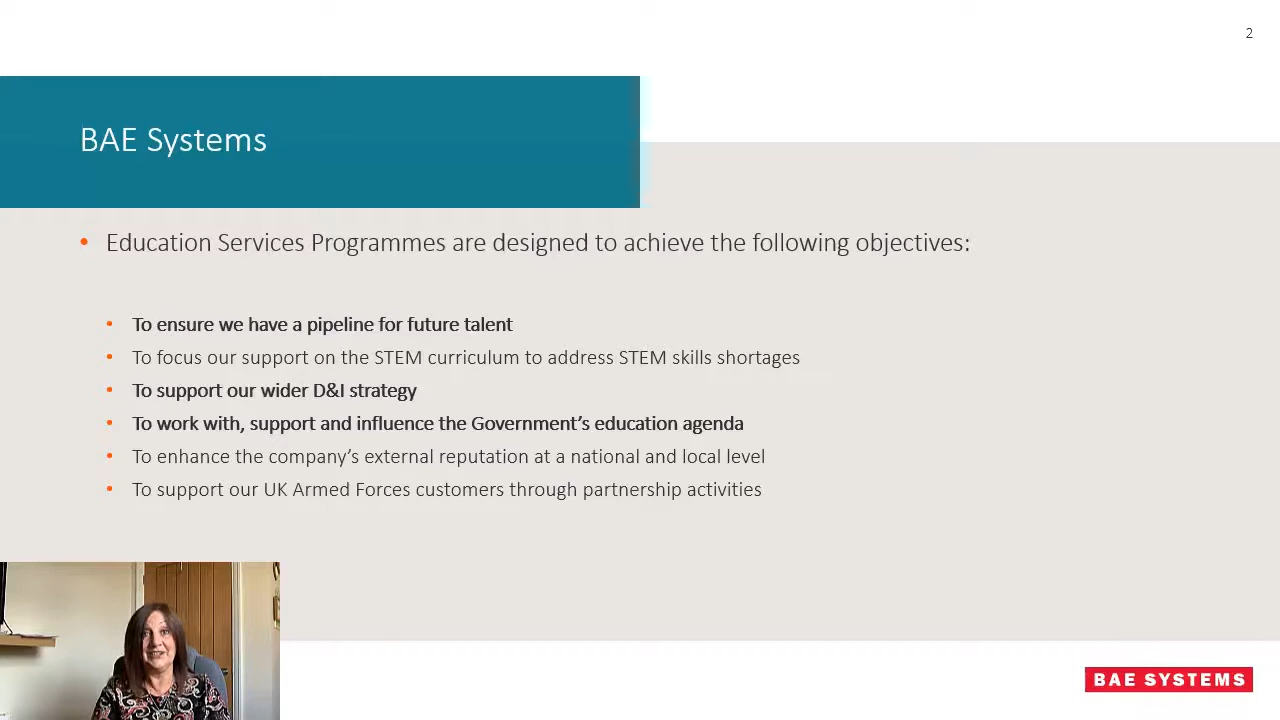 2
BAE Systems
• Education Services Programmes are designed to achieve the following objectives:
• To ensure we have a pipeline for future talent
• To focus our support on the STEM curriculum to address STEM skills shortages
• To support our wider D&I strategy
• To work with, support and influence the Government’s education agenda
• To enhance the company’s external reputation at a national and local level
• To support our UK Armed Forces customers through partnership activities
BAE SYSTEMS